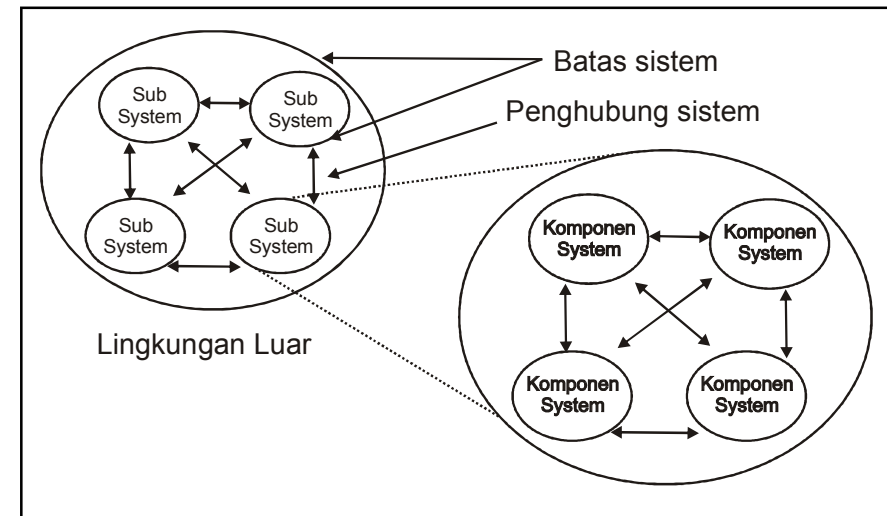 Batas sistem
Penghubung sistem
Sub
System
Sub
System
Sub
System
Sub
System
Lingkungan Luar
Komponen
System
Komponen
System
Komponen
System
Komponen
System